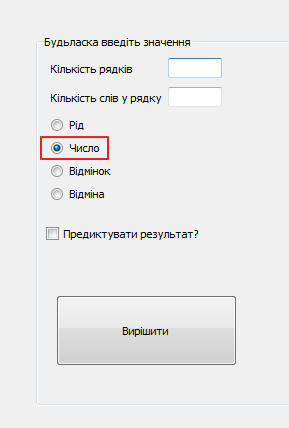 Будьласка введіть значення
Кількість рядків
Кількість слів у рядку
Рід
Число
Відмінок
Відміна
Предиктувати результат?
Вирішити